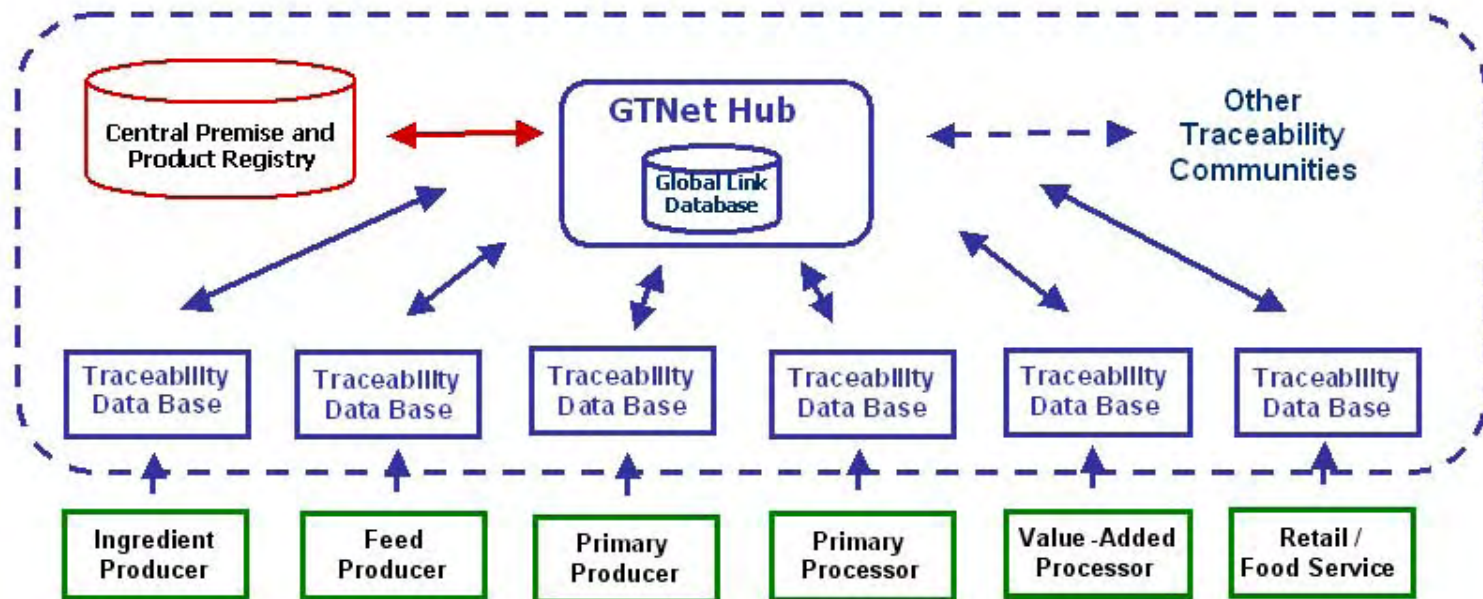 Central Premise and
Product Registry
GTNet Hub
Global Link
Database
Other
Traceability
Communities
Traceability
Data Base
Traceability
Data Base
Traceability
Data Base
Traceability
Data Base
Traceability
Data Base
Traceability
Data Base
Ingredient
Producer
Feed
Producer
Primary
Producer
Primary
Processor
Value -Added
Processor
Retail /
Food Service